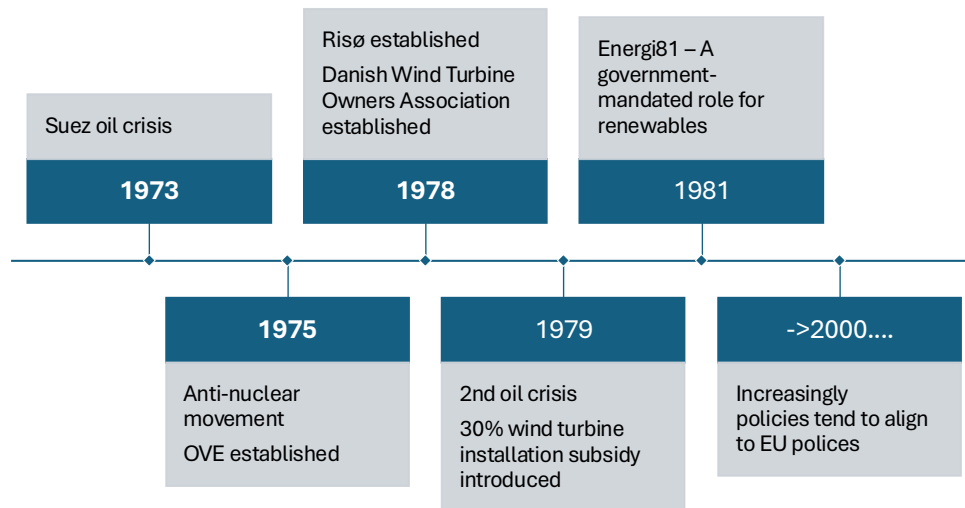 Suez oil crisis
1973
Anti-nuclear
movement
OVE established
1975
Risø established
Danish Wind Turbine
Owners Association
established
1978
1979
2nd oil crisis
30% wind turbine
installation subsidy
introduced
Energi81 – A
government-
mandated role for
renewables
1981
->2000....
Increasingly
policies tend to align
to EU polices